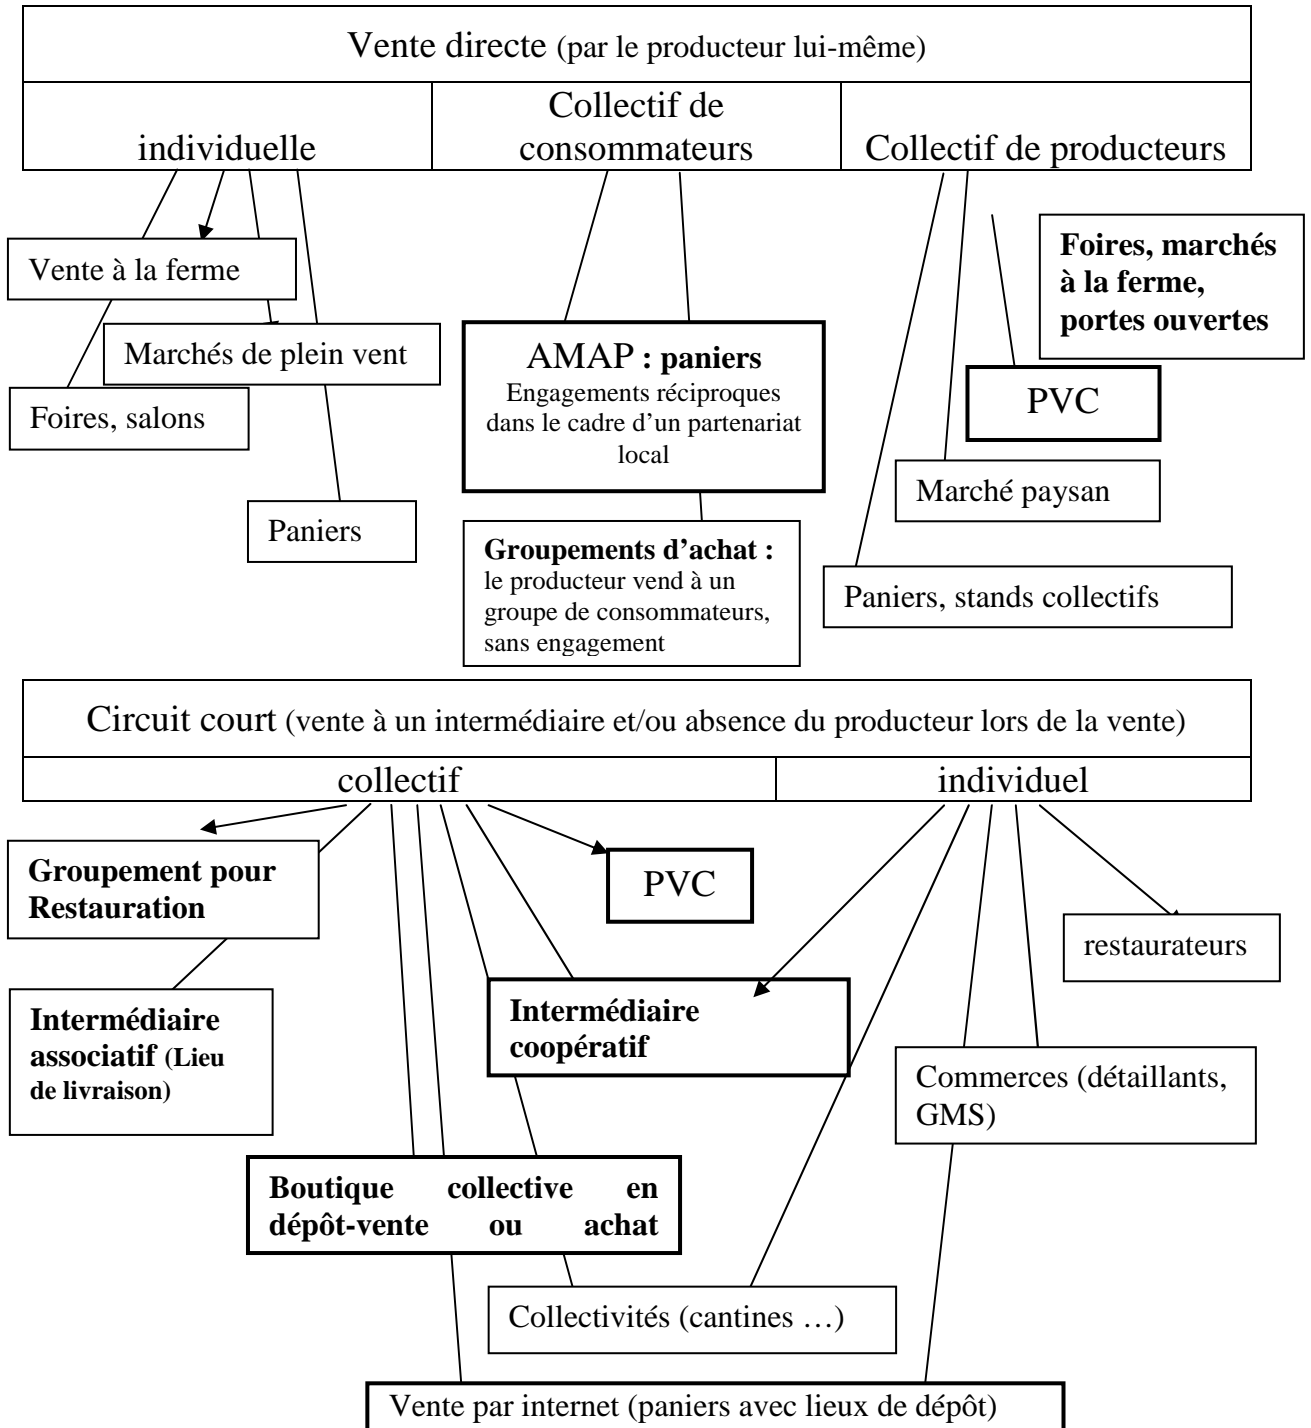 Vente directe (par le producteur lui-même)
individuelle
Collectif de
consommateurs
Collectif de producteurs
Vente à la ferme
Marchés de plein vent
Foires, salons
Paniers
AMAP : paniers
Engagements réciproques
dans le cadre d’un partenariat
local
Groupements d’achat :
le producteur vend à un
groupe de consommateurs,
sans engagement
Foires, marchés
à la ferme,
portes ouvertes
PVC
Marché paysan
Paniers, stands collectifs
Circuit court (vente à un intermédiaire et/ou absence du producteur lors de la vente)
collectif
individuel
Groupement pour
Restauration
PVC
restaurateurs
Intermédiaire
associatif (Lieu
de livraison)
Intermédiaire
coopératif
Commerces (détaillants,
GMS)
Boutique collective en
dépôt-vente ou achat
Collectivités (cantines …)
Vente par internet (paniers avec lieux de dépôt)